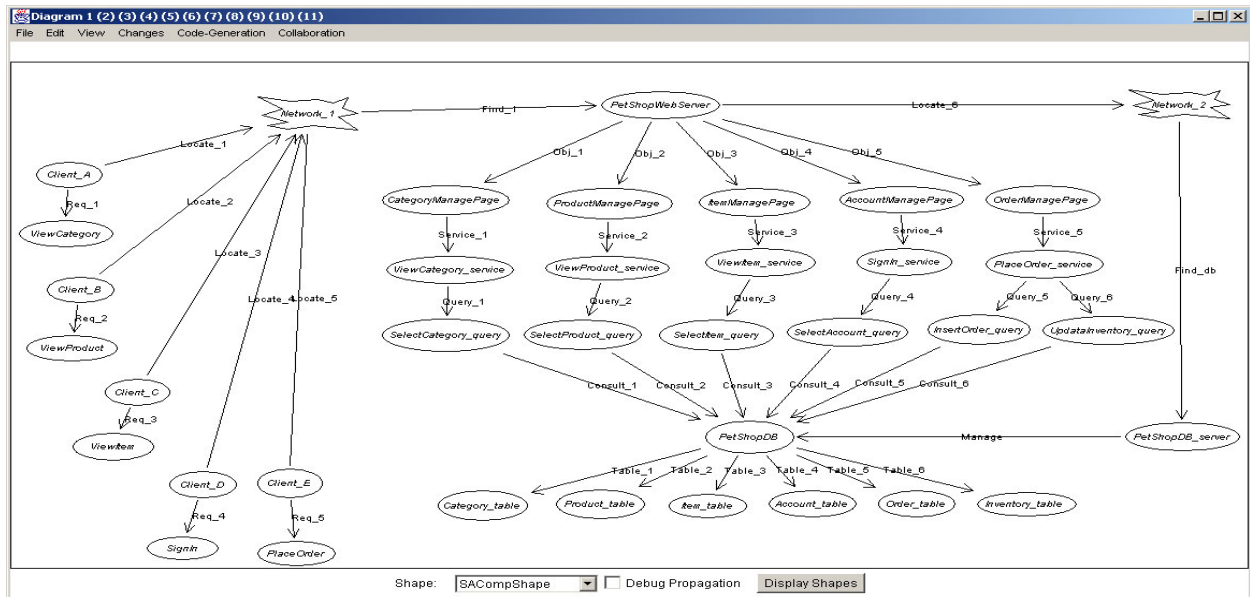 Diagram 1 (2) (3) (4) (5) (6) (7) (8) (9) (10) (11)
File Edit View Changes Code-Generation Collaboration
Network_1
Find_1
PetShopWebServer
Locate_6
Network_2
Locate_1
Obj_1
Obj_2
Obj_3
Obj_4
Obj_5
Client_A
Req_1
ViewCategory
Locate_2
CategoryManagePage
ProductManagePage
ItemManagePage
AccountManagePage
OrderManagePage
Service_1
Service_2
Service_3
Service_4
Service_5
Locate_3
ViewCategory_service
ViewProduct_service
ViewItem_service
SignIn_service
PlaceOrder_service
Find_db
Client_B
Req_2
ViewProduct
Locate_4
Locate_5
Query_1
Query_2
Query_3
Query_4
Query_5
Query_6
SelectCategory_query
SelectProduct_query
SelectItem_query
SelectAccount_query
InsertOrder_query
UpdataInventory_query
Client_C
Req_3
ViewItem
Consult_1
Consult_2
Consult_3
Consult_4
Consult_5
Consult_6
PetShopDB
Manage
PetShopDB_server
Table_1
Table_2
Table_3
Table_4
Table_5
Table_6
Client_D
Client_E
Category_table
Product_table
Item_table
Account_table
Order_table
Inventory_table
Req_4
Req_5
SignIn
PlaceOrder
Shape: SACompShape Debug Propagation Display Shapes